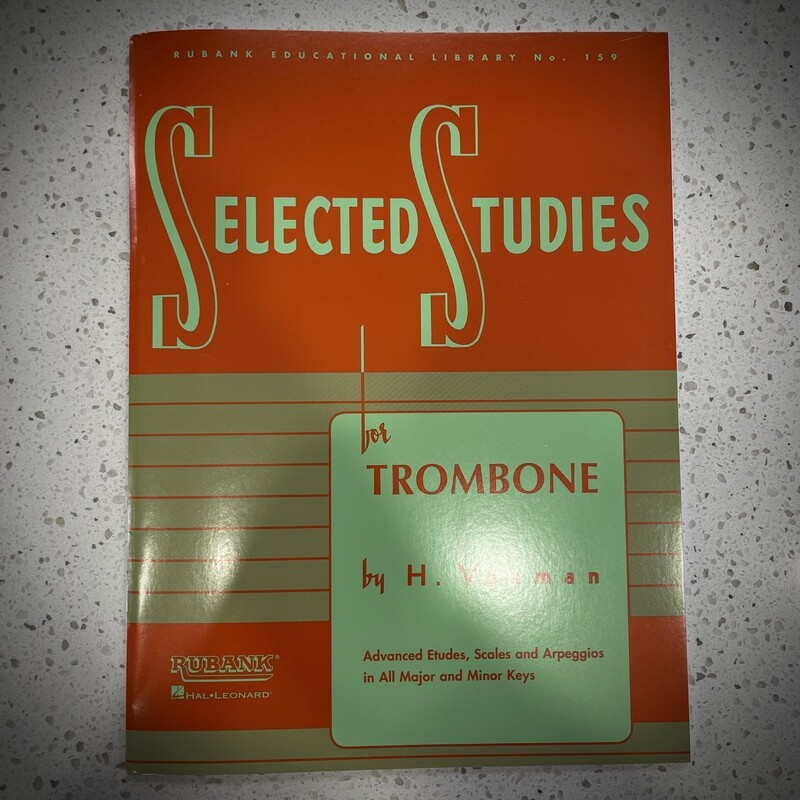 RUBANK EDUCATIONAL LIBRARY No. 159
SELECTED STUDIES
for
TROMBONE
by H. Voxman
Advanced Etudes, Scales and Arpeggios
in All Major and Minor Keys
RUBANK®
HAL•LEONARD®